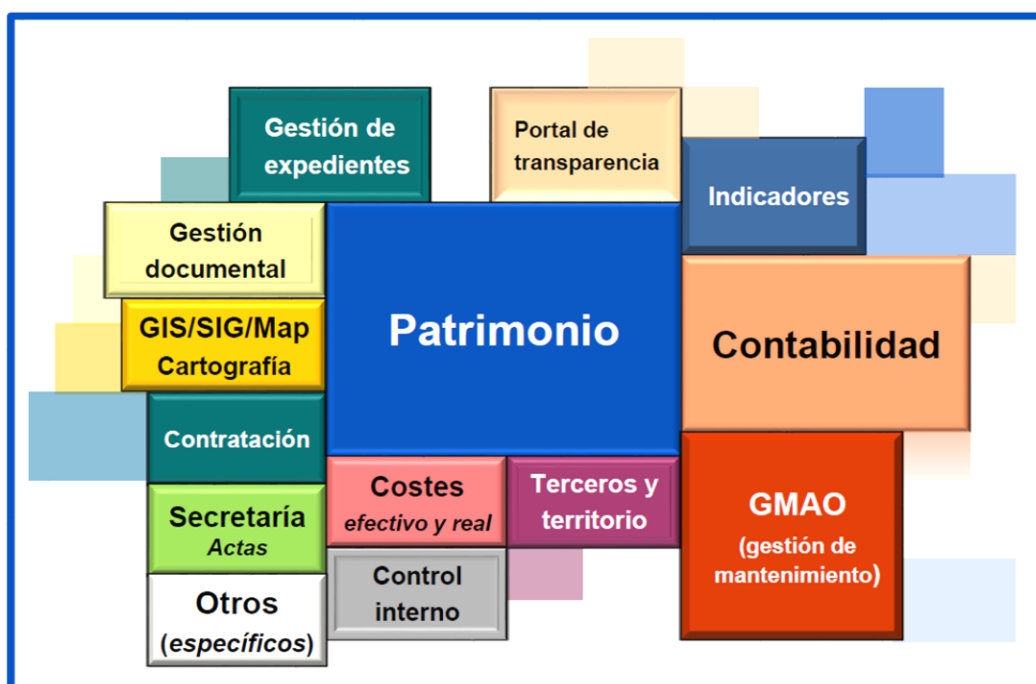 Gestión de
expedientes
Portal de
transparencia
Indicadores
Gestión
documental
Patrimonio
GIS/SIG/Map
Cartografía
Contabilidad
Contratación
Costes
efectivo y real
Terceros y
territorio
GMAO
(gestión de
mantenimiento)
Secretaría
Actas
Control
interno
Otros
(específicos)